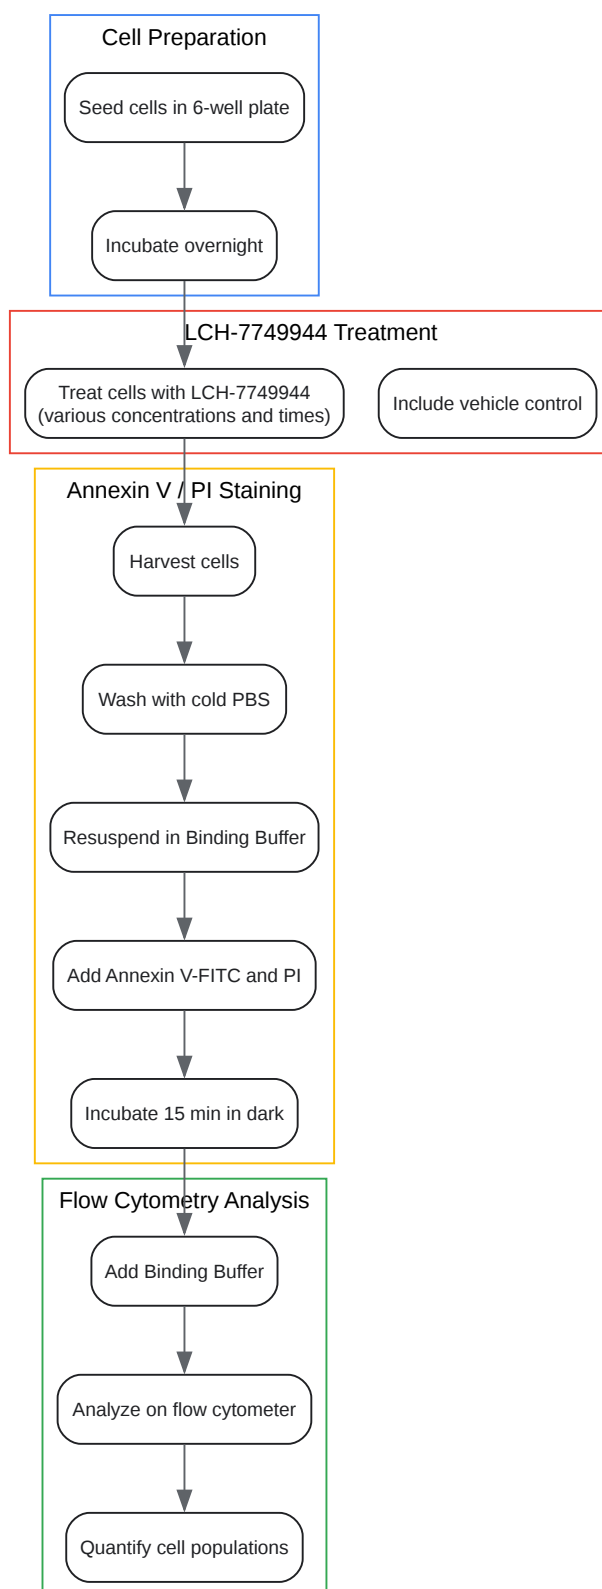 Cell Preparation
Seed cells in 6-well plate
Incubate overnight
LCH-7749944 Treatment
Treat cells with LCH-7749944
(various concentrations and times)
Include vehicle control
Annexin V / PI Staining
Harvest cells
Wash with cold PBS
Resuspend in Binding Buffer
Add Annexin V-FITC and PI
Incubate 15 min in dark
Flow Cytometry Analysis
Add Binding Buffer
Analyze on flow cytometer
Quantify cell populations